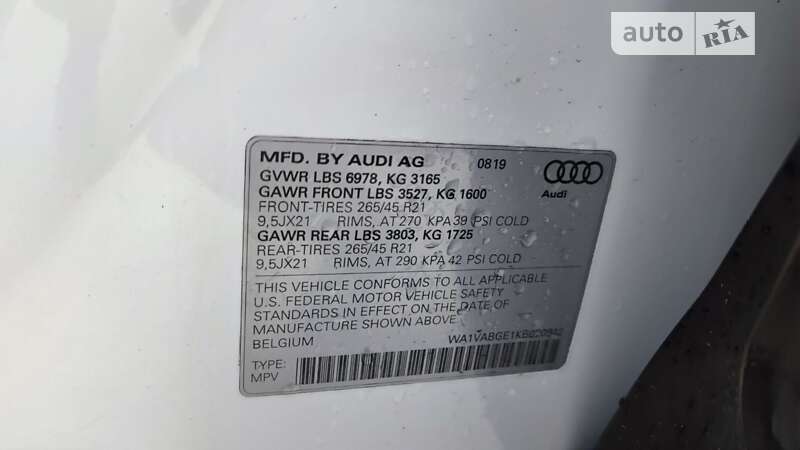 auto RIA
MFD. BY AUDI AG 0819
GVWR LBS 6978, KG 3165
GAWR FRONT LBS 3527, KG 1600
FRONT-TIRES 265/45 R21
9,5JX21 RIMS, AT 270 KPA 39 PSI COLD
GAWR REAR LBS 3803, KG 1725
REAR-TIRES 265/45 R21
9,5JX21 RIMS, AT 290 KPA 42 PSI COLD
Audi
THIS VEHICLE CONFORMS TO ALL APPLICABLE
U.S. FEDERAL MOTOR VEHICLE SAFETY
STANDARDS IN EFFECT ON THE DATE OF
MANUFACTURE SHOWN ABOVE.
BELGIUM
TYPE:
MPV